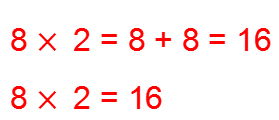 8 × 2 = 8 + 8 = 16
8 × 2 = 16